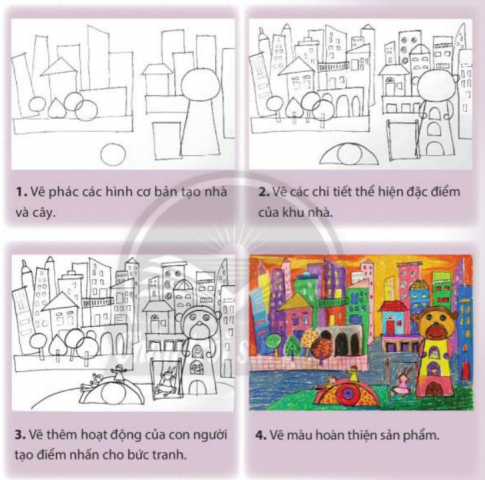 1. Vẽ phác các hình cơ bản tạo nhà
và cây.
2. Vẽ các chi tiết thể hiện đặc điểm
của khu nhà.
3. Vẽ thêm hoạt động của con người
tạo điểm nhấn cho bức tranh.
4. Vẽ màu hoàn thiện sản phẩm.